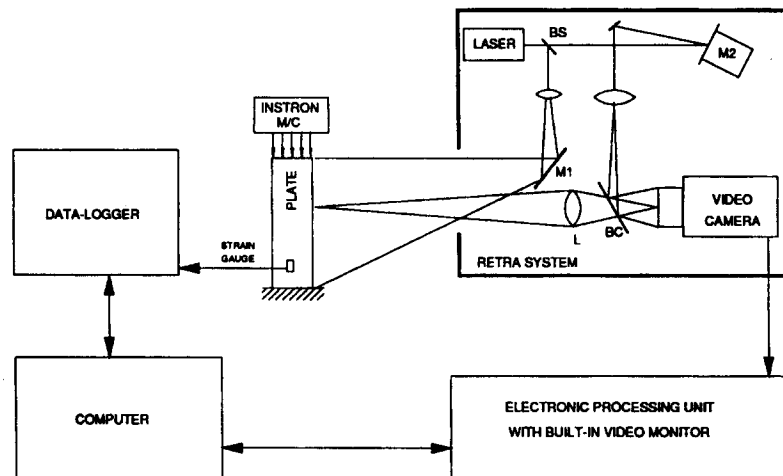 LASER
BS
M2
INSTRON
M/C
PLATE
M1
L
BC
VIDEO
CAMERA
DATA-LOGGER
STRAIN
GAUGE
RETRA SYSTEM
COMPUTER
ELECTRONIC PROCESSING UNIT
WITH BUILT-IN VIDEO MONITOR